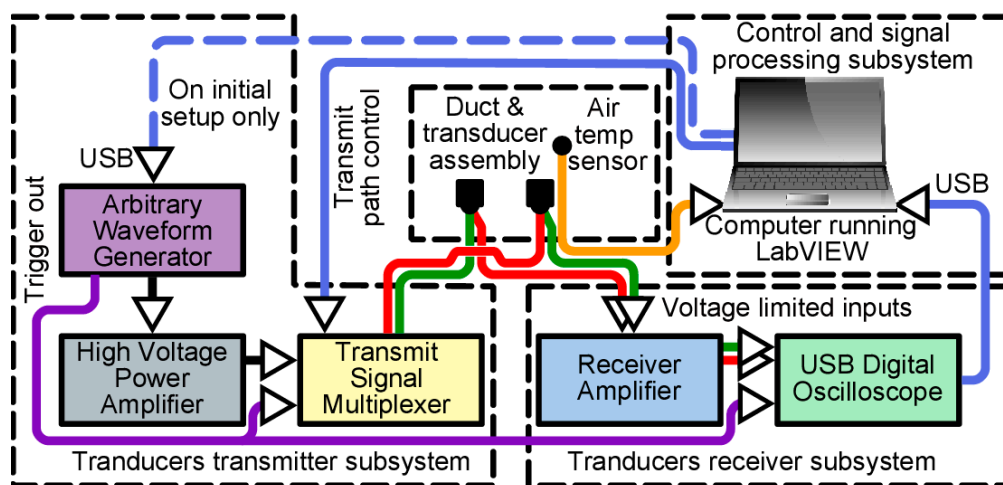 On initial
setup only
USB
Trigger out
Arbitrary
Waveform
Generator
High Voltage
Power
Amplifier
Transmit
Signal
Multiplexer
Tranducers transmitter subsystem
Transmit
path control
Duct &
transducer
assembly
Air
temp
sensor
Control and signal
processing subsystem
USB
Computer running
LabVIEW
Voltage limited inputs
Receiver
Amplifier
USB Digital
Oscilloscope
Tranducers receiver subsystem